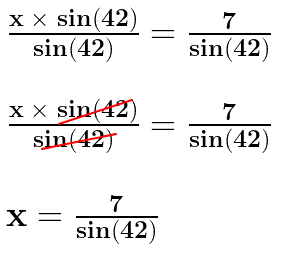 x × sin(42) / sin(42) = 7 / sin(42)
x × sin(42) / sin(42) = 7 / sin(42)
x = 7 / sin(42)